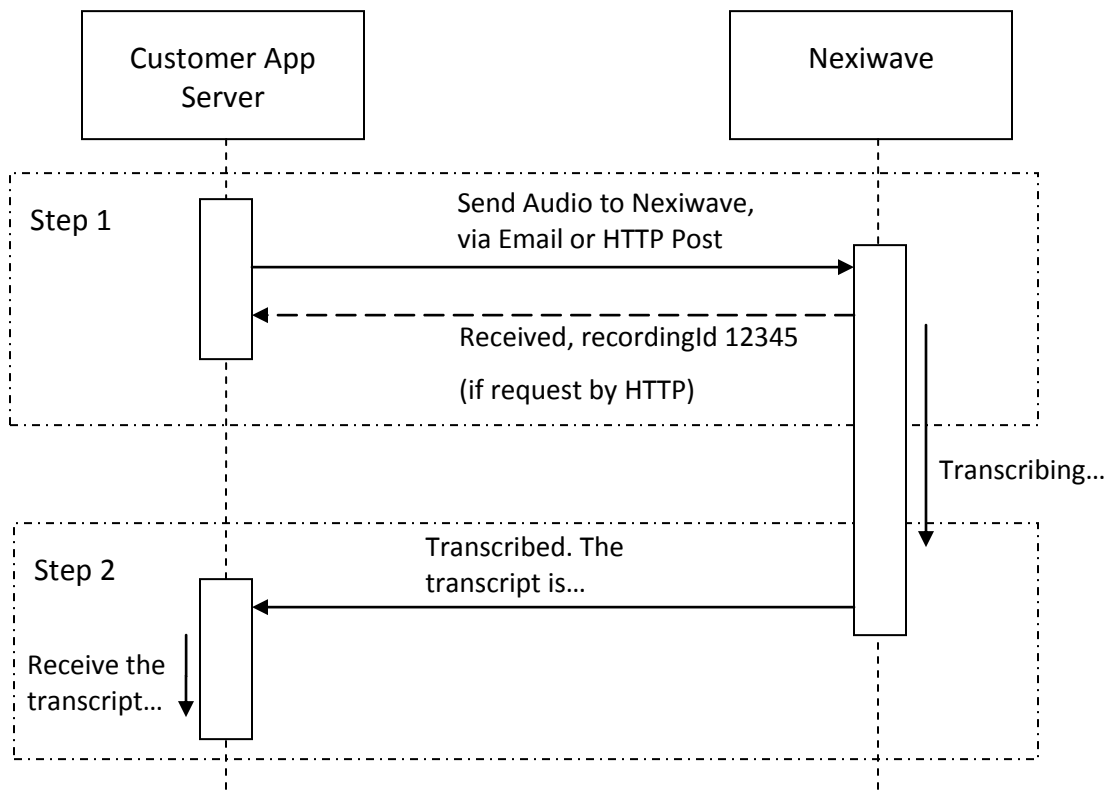 Customer App
Server
Nexiwave
Step 1
Send Audio to Nexiwave,
via Email or HTTP Post
Received, recordingId 12345
(if request by HTTP)
Transcribing…
Step 2
Transcribed. The
transcript is…
Receive the
transcript…